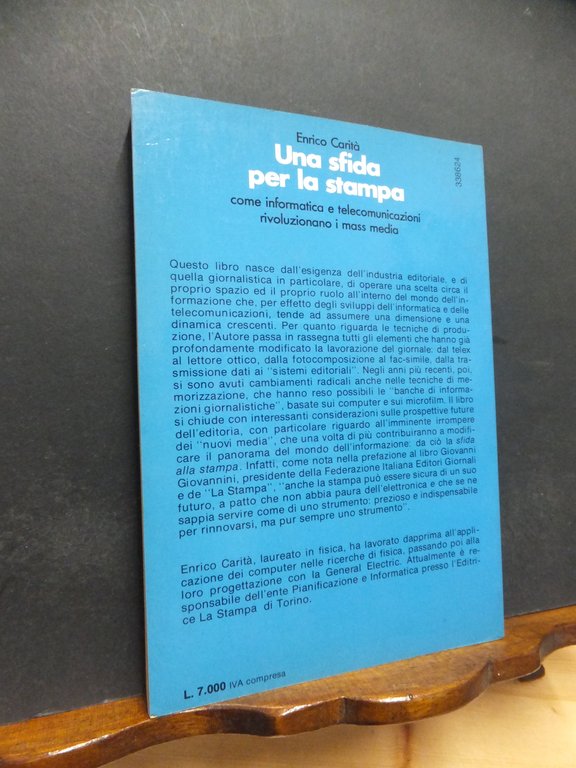 Enrico Carità
Una sfida
per la stampa
come informatica e telecomunicazioni
rivoluzionano i mass media
338624
Questo libro nasce dall'esigenza dell'industria editoriale, e di
quella giornalistica in particolare, di operare una scelta circa il
proprio spazio ed il proprio ruolo all'interno del mondo dell'in-
formazione che, per effetto degli sviluppi dell'informatica e delle
telecomunicazioni, tende ad assumere una dimensione e una
dinamica crescenti. Per quanto riguarda le tecniche di produ-
zione, l'Autore passa in rassegna tutti gli elementi che hanno già
profondamente modificato la lavorazione del giornale: dal telex
al lettore ottico, dalla fotocomposizione al fac-simile, dalla tra-
smissione dati ai "sistemi editoriali". Negli anni più recenti, poi,
si sono avuti cambiamenti radicali anche nelle tecniche di me-
morizzazione, che hanno reso possibili le "banche di informa-
zioni giornalistiche", basate sui computer e sui microfilm. Il libro
si chiude con interessanti considerazioni sulle prospettive future
dell'editoria, con particolare riguardo all'imminente irrompere
dei "nuovi media", che una volta di più contribuiranno a modifi-
care il panorama del mondo dell'informazione: da ciò la sfida
alla stampa. Infatti, come nota nella prefazione al libro Giovanni
Giovannini, presidente della Federazione Italiana Editori Giornali
e de "La Stampa", "anche la stampa può essere sicura di un suo
futuro, a patto che non abbia paura dell'elettronica e che se ne
sappia servire come di uno strumento: prezioso e indispensabile
per rinnovarsi, ma pur sempre uno strumento".
Enrico Carità, laureato in fisica, ha lavorato dapprima all'appli-
cazione dei computer nelle ricerche di fisica, passando poi alla
loro progettazione con la General Electric. Attualmente è re-
sponsabile dell'ente Pianificazione e Informatica presso l'Editri-
ce La Stampa di Torino.
L. 7.000 IVA compresa